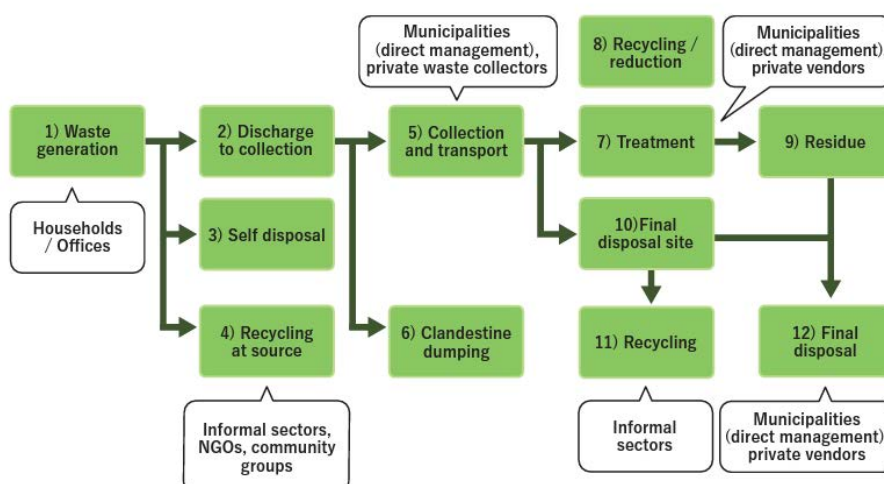 Municipalities
(direct management),
private waste collectors
8) Recycling /
reduction
Municipalities
(direct management),
private vendors
1) Waste
generation
2) Discharge
to collection
5) Collection
and transport
7) Treatment
9) Residue
Households
/ Offices
3) Self disposal
10)Final
disposal site
4) Recycling
at source
6) Clandestine
dumping
11) Recycling
12) Final
disposal
Informal sectors,
NGOs, community
groups
Informal
sectors
Municipalities
(direct management),
private vendors